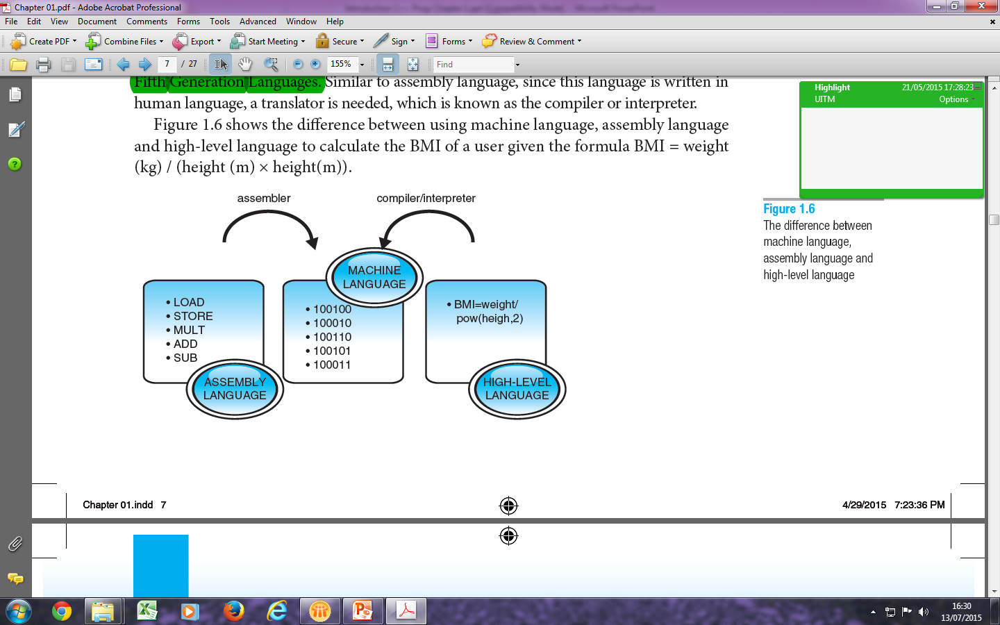 Chapter 01.pdf - Adobe Acrobat Professional
File Edit View Document Comments Forms Tools Advanced Window Help
Create PDF Combine Files Export Start Meeting Secure Sign Forms Review & Comment
7 / 27 155% Find
Fifth Generation Languages. Similar to assembly language, since this language is written in
human language, a translator is needed, which is known as the compiler or interpreter.
Figure 1.6 shows the difference between using machine language, assembly language
and high-level language to calculate the BMI of a user given the formula BMI = weight
(kg) / (height (m) × height(m)).
Highlight 21/05/2015 17:28:23
UITM Options
assembler
compiler/interpreter
MACHINE
LANGUAGE
• LOAD
• STORE
• MULT
• ADD
• SUB
ASSEMBLY
LANGUAGE
• 100100
• 100010
• 100110
• 100101
• 100011
• BMI=weight/
pow(heigh,2)
HIGH-LEVEL
LANGUAGE
Figure 1.6
The difference between
machine language,
assembly language and
high-level language
Chapter 01.indd 7
4/29/2015 7:23:36 PM
16:30
13/07/2015